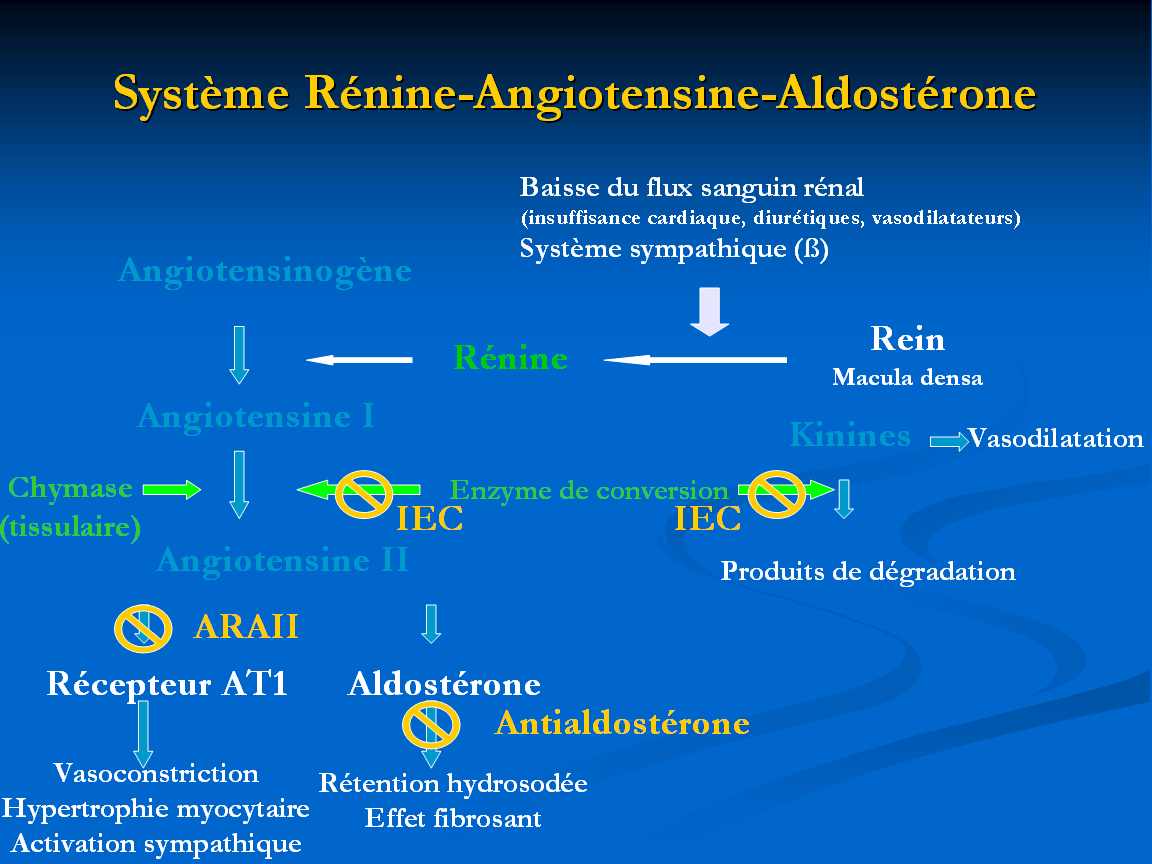 Système Rénine-Angiotensine-Aldostérone
Baisse du flux sanguin rénal
(insuffisance cardiaque, diurétiques, vasodilatateurs)
Système sympathique (ß)
Angiotensinogène
Rénine
Rein
Macula densa
Angiotensine I
Kinines
Vasodilatation
Chymase
(tissulaire)
Enzyme de conversion
IEC
IEC
Angiotensine II
Produits de dégradation
ARAII
Récepteur AT1
Aldostérone
Antialdostérone
Vasoconstriction
Hypertrophie myocytaire
Activation sympathique
Rétention hydrosodée
Effet fibrosant